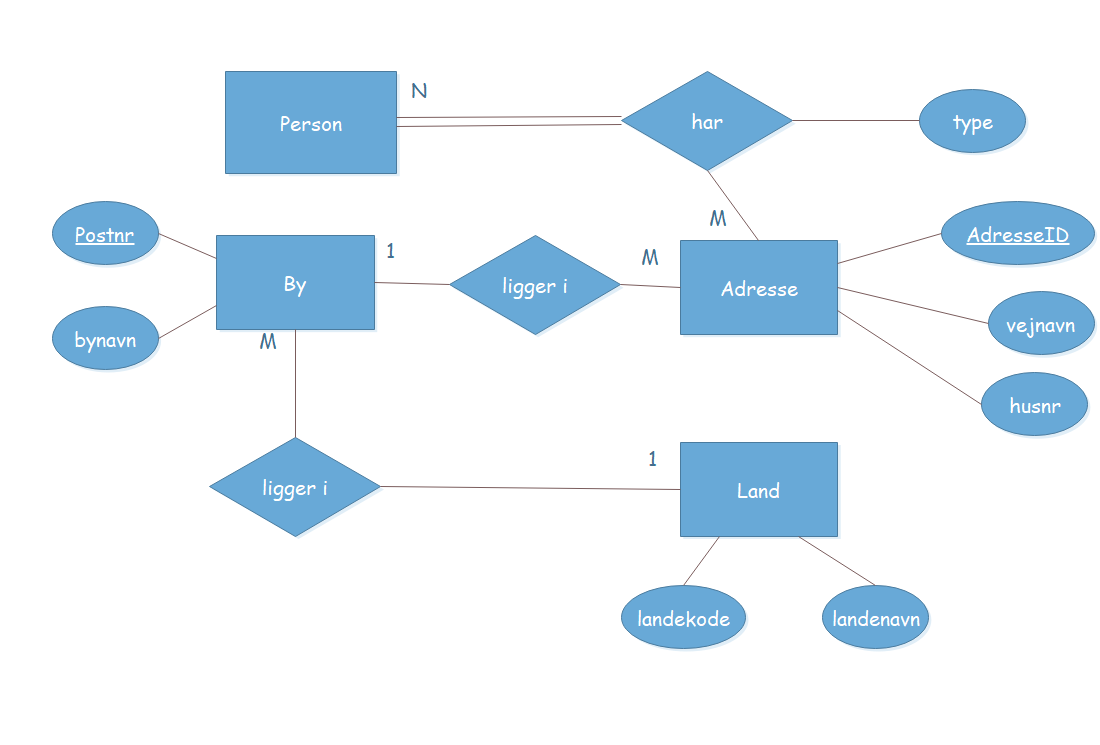 N
Person
har
type
M
Postnr
AdresseID
1
M
By
ligger i
Adresse
vejnavn
bynavn
M
husnr
1
ligger i
Land
landekode
landenavn